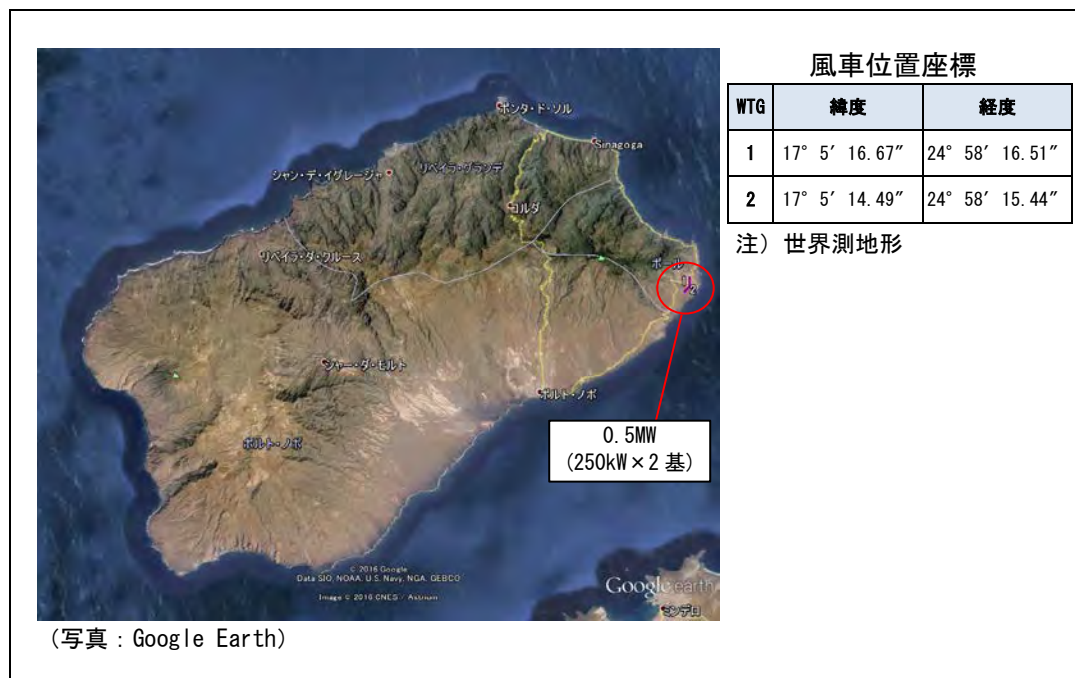 風車位置座標
WTG 緯度 経度
1 17° 5′ 16.67″ 24° 58′ 16.51″
2 17° 5′ 14.49″ 24° 58′ 15.44″
注) 世界測地形
ポンタ・ド・ソル
Sinagoga
リベイラ・グランデ
シャン・デ・イグレージャ
コルダ
リベイラ・ダ・クルース
ポール
2
シャー・ダ・モルト
ポルト・ノボ
ポルト・ノボ
0.5MW
(250kW×2 基)
© 2016 Google
Data SIO, NOAA, U.S. Navy, NGA, GEBCO
Image © 2016 CNES / Astrium
Google earth
ミンデロ
(写真:Google Earth)